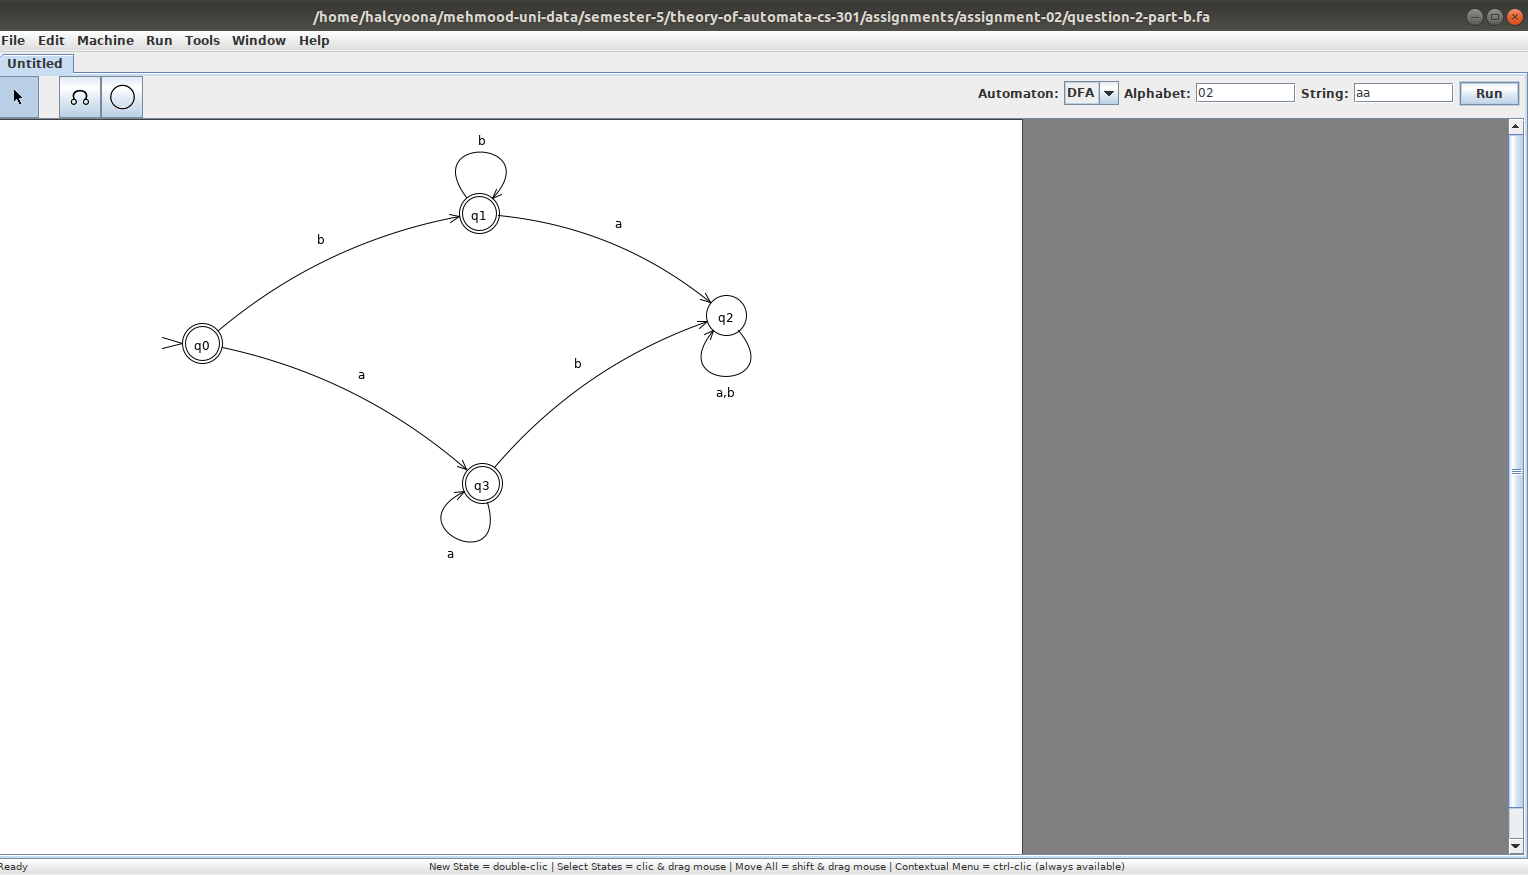 /home/halcyoona/mehmood-uni-data/semester-5/theory-of-automata-cs-301/assignments/assignment-02/question-2-part-b.fa
File Edit Machine Run Tools Window Help
Untitled
Automaton: DFA Alphabet: 02 String: aa Run
b
q1
a
b
q2
q0
b
a
a,b
q3
a
Ready New State = double-clic | Select States = clic & drag mouse | Move All = shift & drag mouse | Contextual Menu = ctrl-clic (always available)